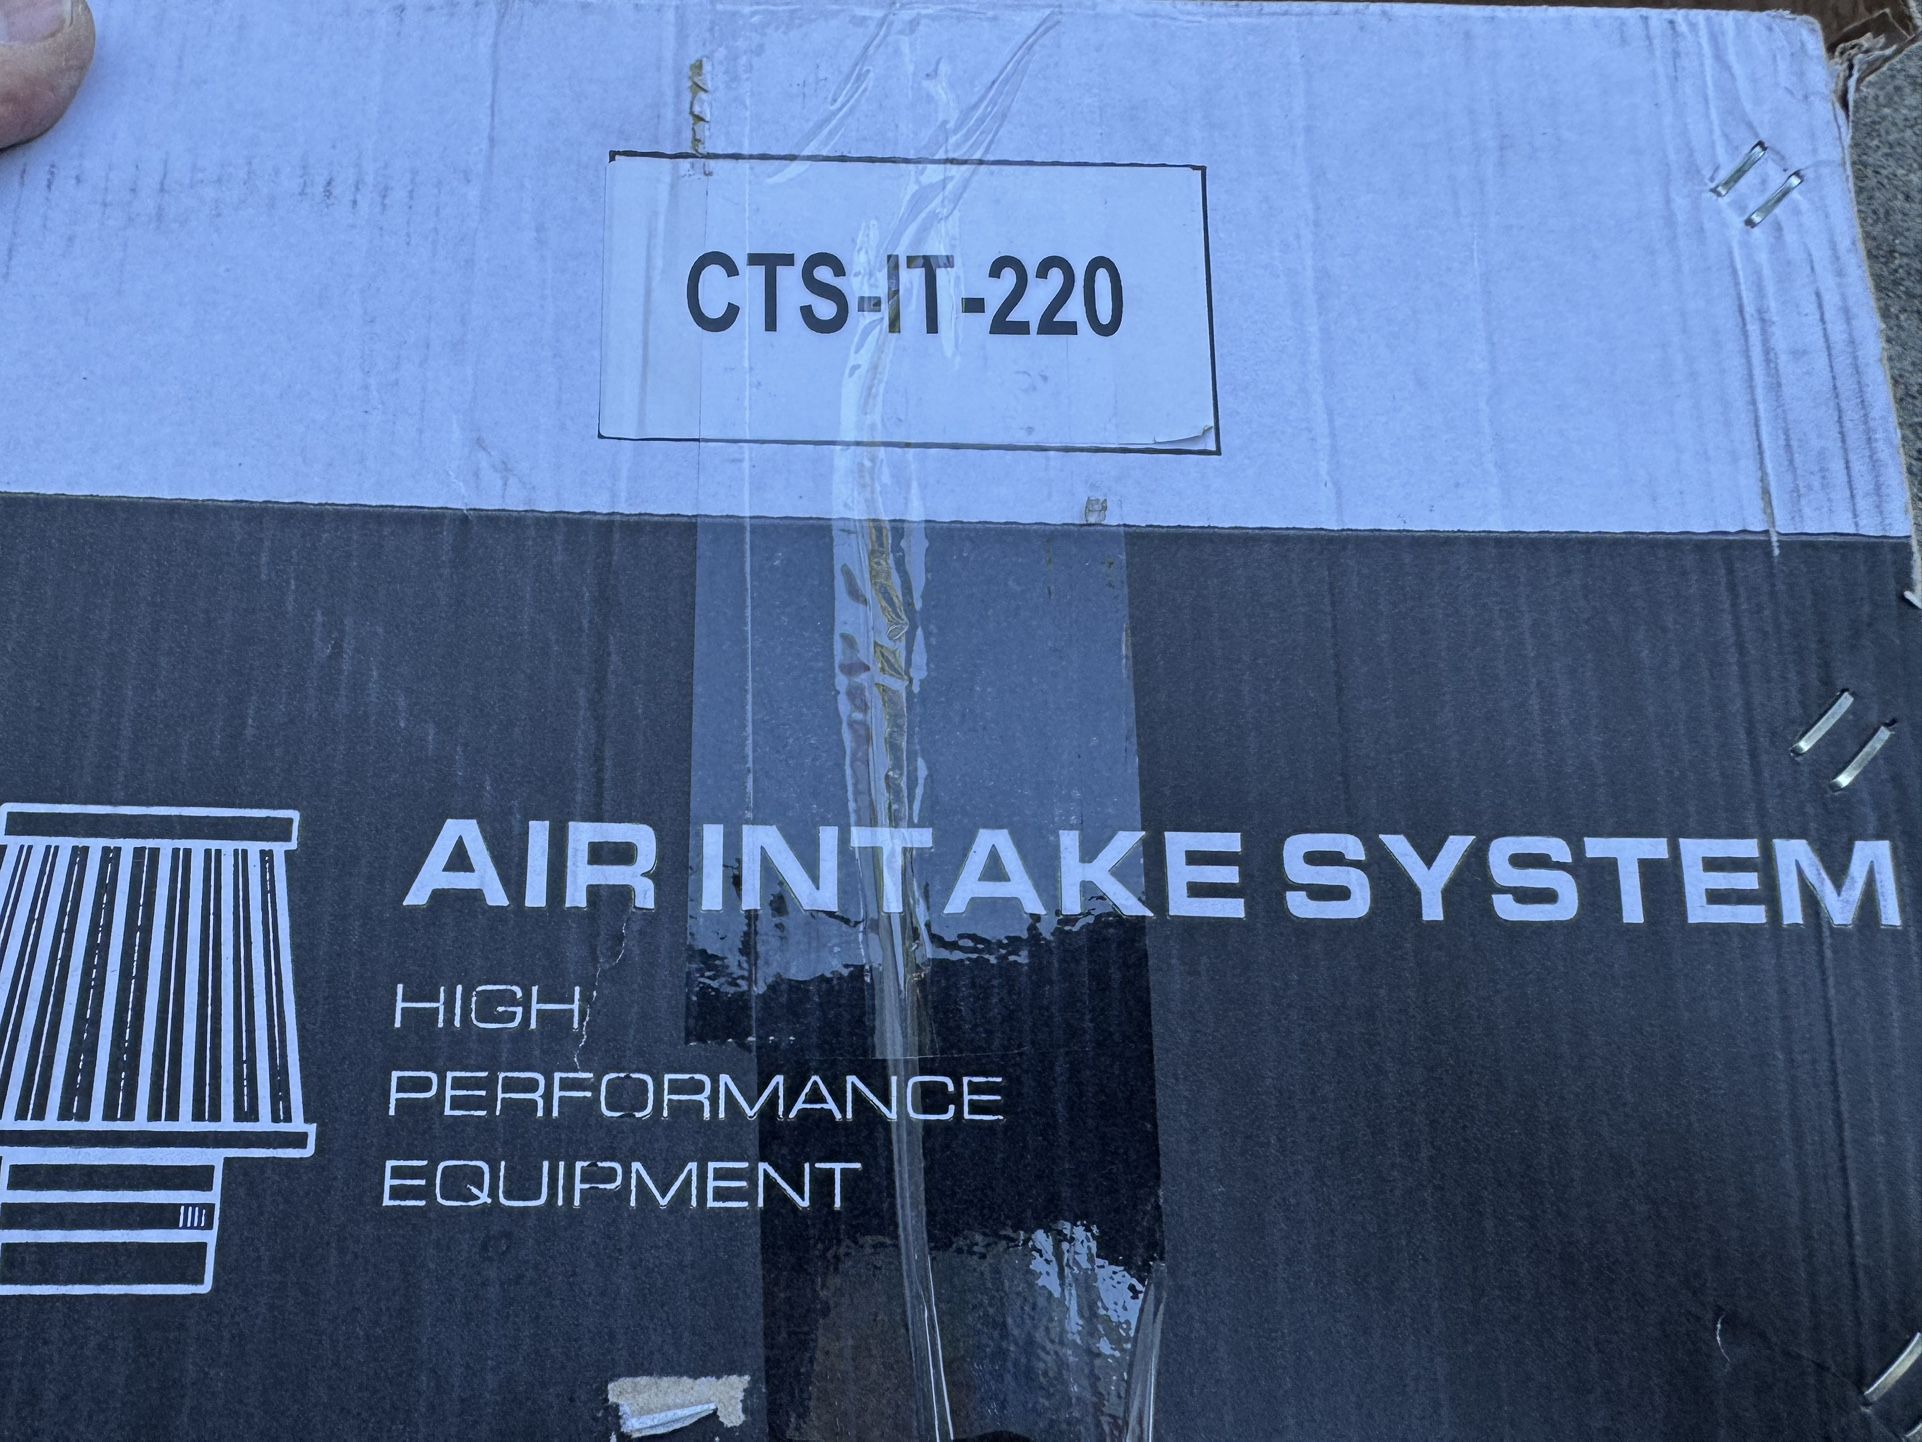 CTS-IT-220
AIR INTAKE SYSTEM
HIGH
PERFORMANCE
EQUIPMENT